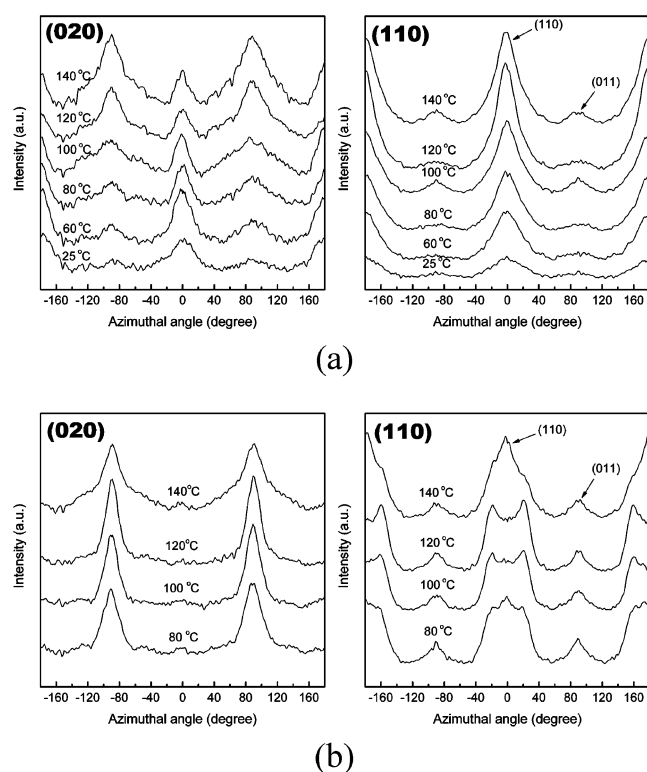 (020)
140 °C
120 °C
100 °C
80 °C
60 °C
25 °C
Intensity (a.u.)
-160 -120 -80 -40 0 40 80 120 160
Azimuthal angle (degree)
(110)
(110)
(011)
140 °C
120 °C
100 °C
80 °C
60 °C
25 °C
Intensity (a.u.)
-160 -120 -80 -40 0 40 80 120 160
Azimuthal angle (degree)
(a)
(020)
140°C
120°C
100 °C
80 °C
Intensity (a.u.)
-160 -120 -80 -40 0 40 80 120 160
Azimuthal angle (degree)
(110)
(110)
(011)
140 °C
120 °C
100 °C
80 °C
Intensity (a.u.)
-160 -120 -80 -40 0 40 80 120 160
Azimuthal angle (degree)
(b)